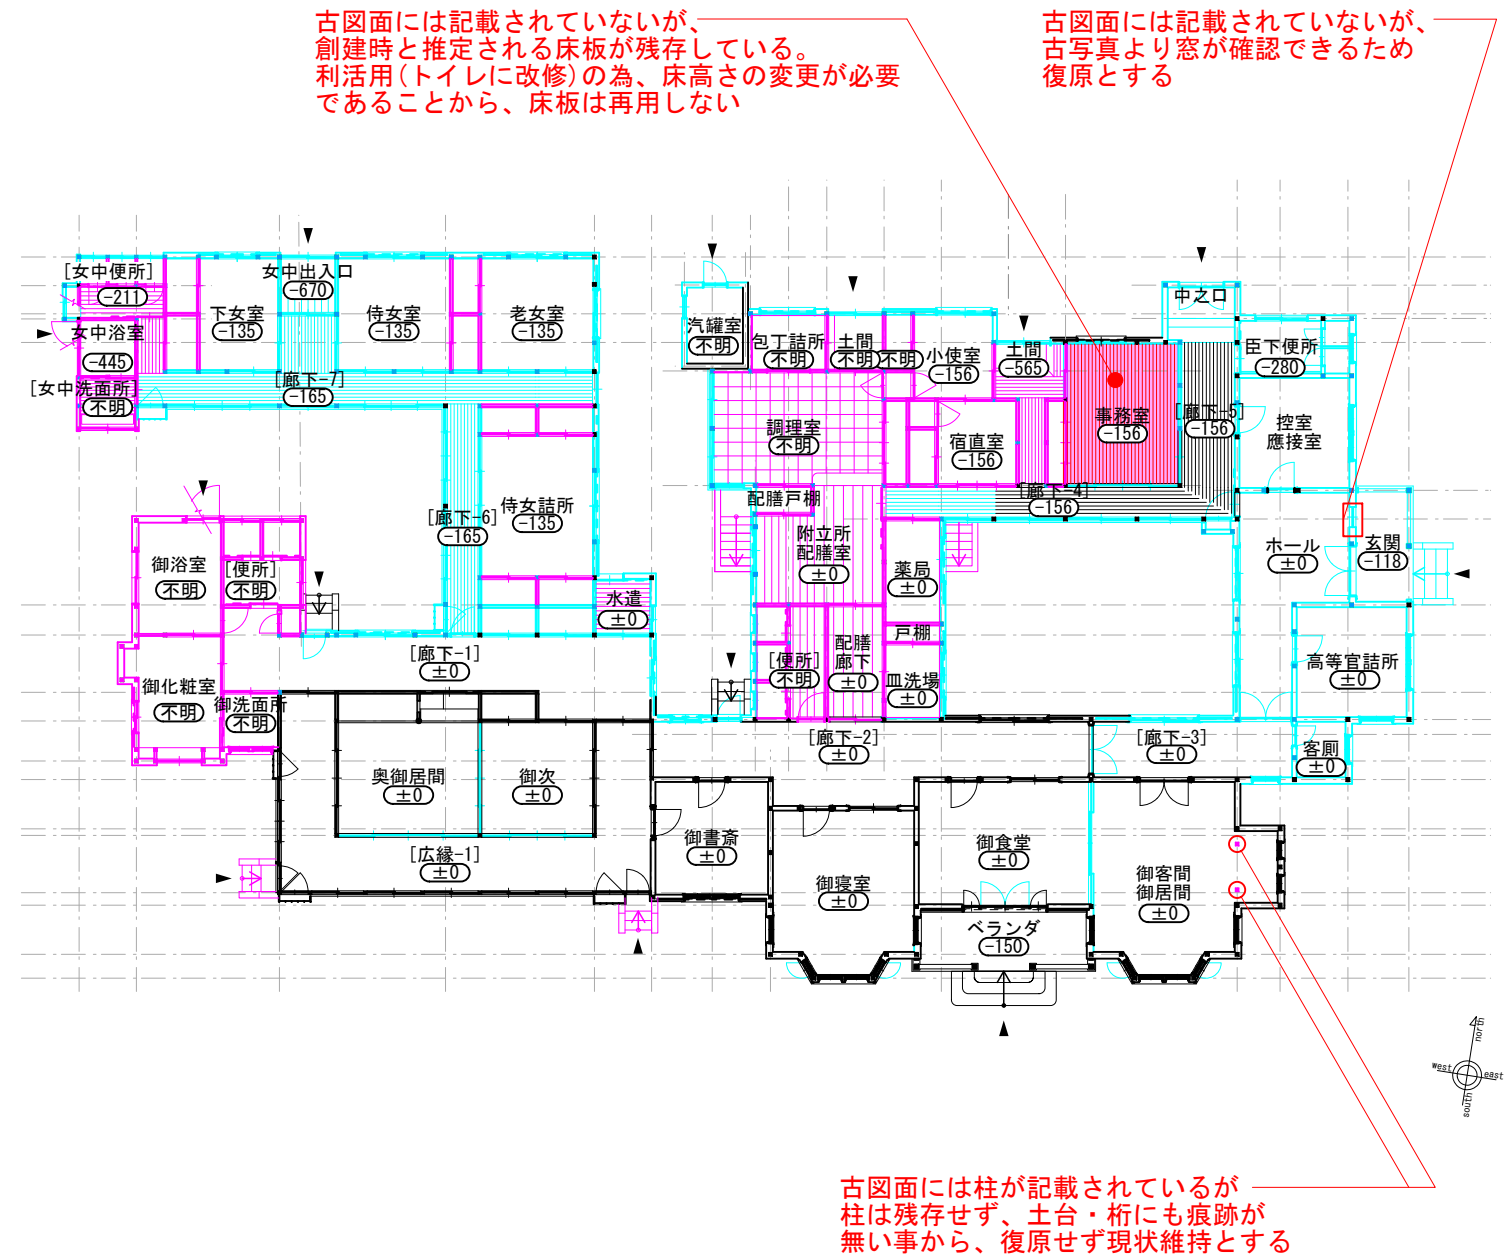 古図面には記載されていないが、
創建時と推定される床板が残存している。
利活用(トイレに改修)の為、床高さの変更が必要
であることから、床板は再用しない
古図面には記載されていないが、
古写真より窓が確認できるため
復原とする
[女中便所]
-211
女中出入口
-670
下女室
-135
侍女室
-135
老女室
-135
女中浴室
-445
[女中洗面所]
不明
[廊下-7]
-165
汽罐室
不明
包丁詰所
不明
土間
不明
不明
小使室
-156
土間
-565
中之口
臣下便所
-280
事務室
-156
[廊下-5]
-156
控室
應接室
調理室
不明
宿直室
-156
配膳戸棚
[廊下-4]
-156
[廊下-6]
-165
侍女詰所
-135
附立所
配膳室
±0
薬局
±0
ホール
±0
玄関
-118
御浴室
不明
[便所]
不明
水遣
±0
戸棚
配膳
廊下
±0
[便所]
不明
皿洗場
±0
高等官詰所
±0
[廊下-1]
±0
御化粧室
不明
御洗面所
不明
[廊下-2]
±0
[廊下-3]
±0
客厠
±0
奥御居間
±0
御次
±0
御書斎
±0
[広縁-1]
±0
御寝室
±0
御食堂
±0
御客間
御居間
±0
ベランダ
-150
north
west
east
south
古図面には柱が記載されているが
柱は残存せず、土台・桁にも痕跡が
無い事から、復原せず現状維持とする